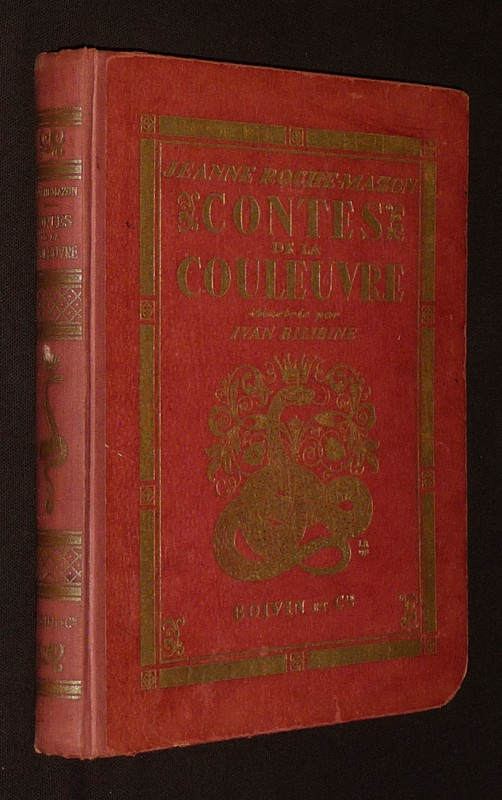 JEANNE ROCHE-MAZON
CONTES
DE LA
COULEUVRE
illustrés par
IVAN BILIBINE
BOIVIN ET Cie